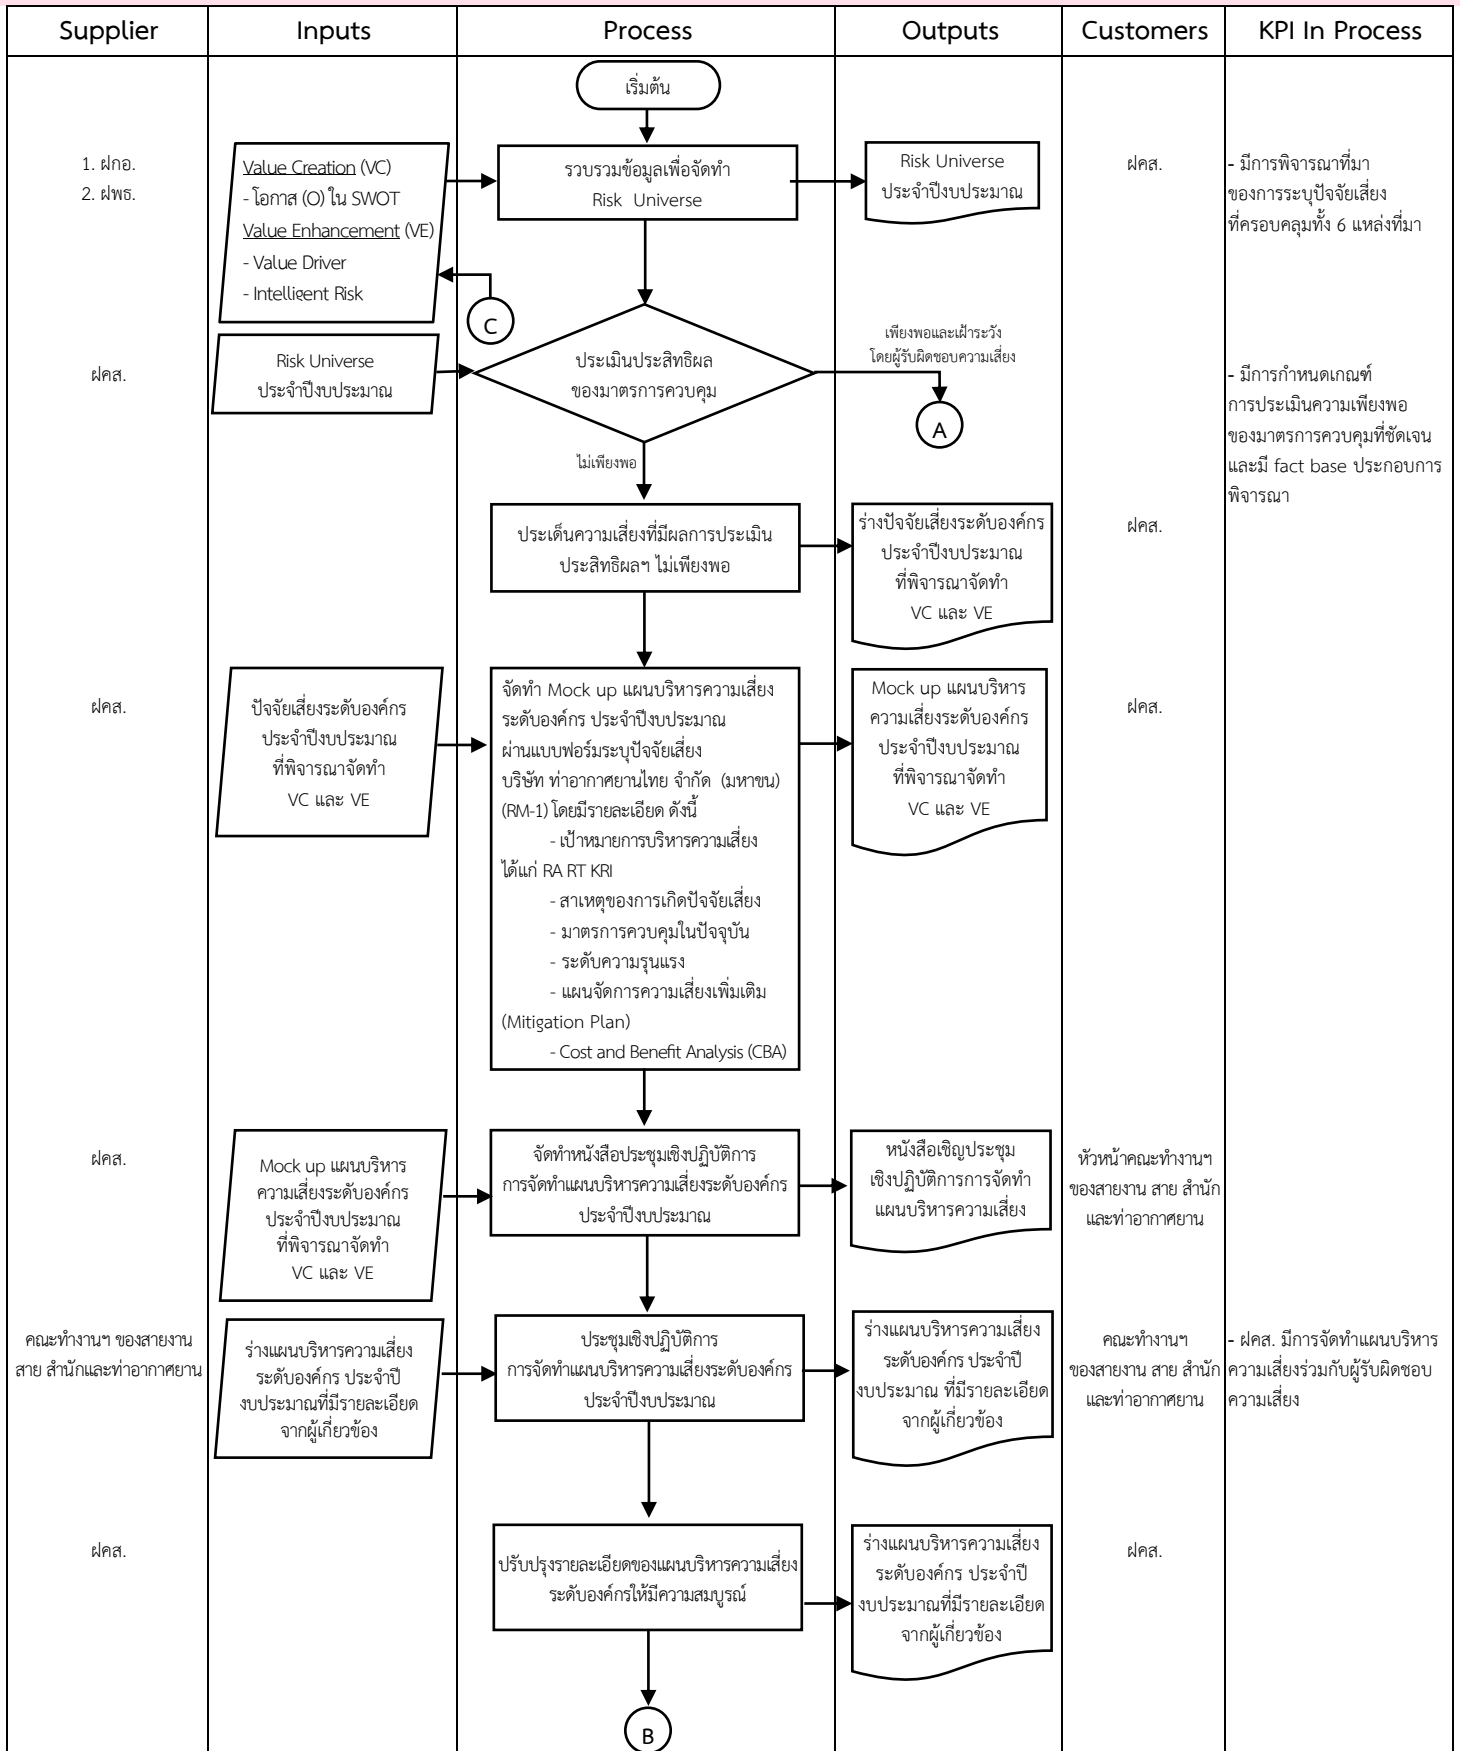 Supplier
Inputs
Process
Outputs
Customers
KPI In Process
เริ่มต้น
1. ฝกอ.
2. ฝพธ.
Value Creation (VC)
- โอกาส (O) ใน SWOT
Value Enhancement (VE)
- Value Driver
- Intelligent Risk
รวบรวมข้อมูลเพื่อจัดทำ
Risk Universe
Risk Universe
ประจำปีงบประมาณ
ฝคส.
- มีการพิจารณาที่มา
ของการระบุปัจจัยเสี่ยง
ที่ครอบคลุมทั้ง 6 แหล่งที่มา
C
ฝคส.
Risk Universe
ประจำปีงบประมาณ
ประเมินประสิทธิผล
ของมาตรการควบคุม
เพียงพอและเฝ้าระวัง
โดยผู้รับผิดชอบความเสี่ยง
A
- มีการกำหนดเกณฑ์
การประเมินความเพียงพอ
ของมาตรการควบคุมที่ชัดเจน
และมี fact base ประกอบการ
พิจารณา
ไม่เพียงพอ
ประเด็นความเสี่ยงที่มีผลการประเมิน
ประสิทธิผลฯ ไม่เพียงพอ
ร่างปัจจัยเสี่ยงระดับองค์กร
ประจำปีงบประมาณ
ที่พิจารณาจัดทำ
VC และ VE
ฝคส.
ฝคส.
ปัจจัยเสี่ยงระดับองค์กร
ประจำปีงบประมาณ
ที่พิจารณาจัดทำ
VC และ VE
จัดทำ Mock up แผนบริหารความเสี่ยง
ระดับองค์กร ประจำปีงบประมาณ
ผ่านแบบฟอร์มระบุปัจจัยเสี่ยง
บริษัท ท่าอากาศยานไทย จำกัด (มหาชน)
(RM-1) โดยมีรายละเอียด ดังนี้
- เป้าหมายการบริหารความเสี่ยง
ได้แก่ RA RT KRI
- สาเหตุของการเกิดปัจจัยเสี่ยง
- มาตรการควบคุมในปัจจุบัน
- ระดับความรุนแรง
- แผนจัดการความเสี่ยงเพิ่มเติม
(Mitigation Plan)
- Cost and Benefit Analysis (CBA)
Mock up แผนบริหาร
ความเสี่ยงระดับองค์กร
ประจำปีงบประมาณ
ที่พิจารณาจัดทำ
VC และ VE
ฝคส.
ฝคส.
Mock up แผนบริหาร
ความเสี่ยงระดับองค์กร
ประจำปีงบประมาณ
ที่พิจารณาจัดทำ
VC และ VE
จัดทำหนังสือประชุมเชิงปฏิบัติการ
การจัดทำแผนบริหารความเสี่ยงระดับองค์กร
ประจำปีงบประมาณ
หนังสือเชิญประชุม
เชิงปฏิบัติการการจัดทำ
แผนบริหารความเสี่ยง
หัวหน้าคณะทำงานฯ
ของสายงาน สาย สำนัก
และท่าอากาศยาน
คณะทำงานฯ ของสายงาน
สาย สำนักและท่าอากาศยาน
ร่างแผนบริหารความเสี่ยง
ระดับองค์กร ประจำปี
งบประมาณที่มีรายละเอียด
จากผู้เกี่ยวข้อง
ประชุมเชิงปฏิบัติการ
การจัดทำแผนบริหารความเสี่ยงระดับองค์กร
ประจำปีงบประมาณ
ร่างแผนบริหารความเสี่ยง
ระดับองค์กร ประจำปี
งบประมาณ ที่มีรายละเอียด
จากผู้เกี่ยวข้อง
คณะทำงานฯ
ของสายงาน สาย สำนัก
และท่าอากาศยาน
- ฝคส. มีการจัดทำแผนบริหาร
ความเสี่ยงร่วมกับผู้รับผิดชอบ
ความเสี่ยง
ฝคส.
ปรับปรุงรายละเอียดของแผนบริหารความเสี่ยง
ระดับองค์กรให้มีความสมบูรณ์
ร่างแผนบริหารความเสี่ยง
ระดับองค์กร ประจำปี
งบประมาณที่มีรายละเอียด
จากผู้เกี่ยวข้อง
ฝคส.
B